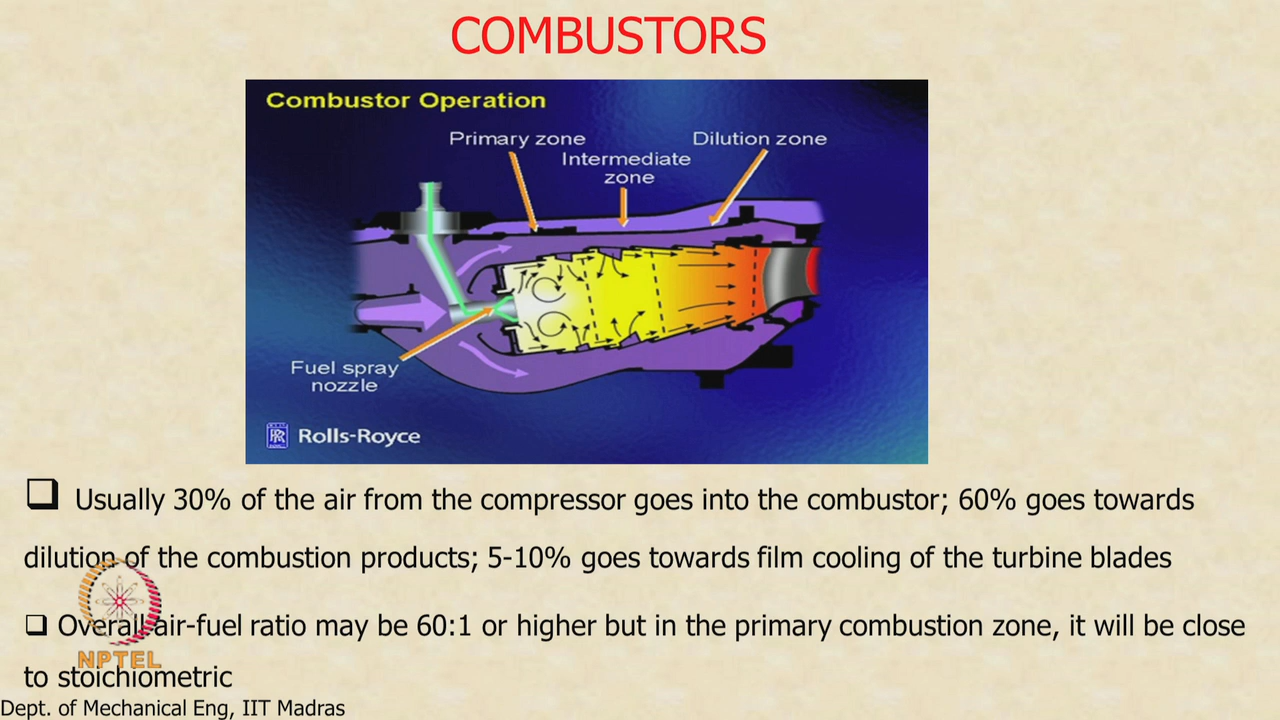 COMBUSTORS
Combustor Operation
Primary zone
Dilution zone
Intermediate
zone
Fuel spray
nozzle
RR
Rolls-Royce
Usually 30% of the air from the compressor goes into the combustor; 60% goes towards
dilution of the combustion products; 5-10% goes towards film cooling of the turbine blades
Overall air-fuel ratio may be 60:1 or higher but in the primary combustion zone, it will be close
to stoichiometric
NPTEL
Dept. of Mechanical Eng, IIT Madras